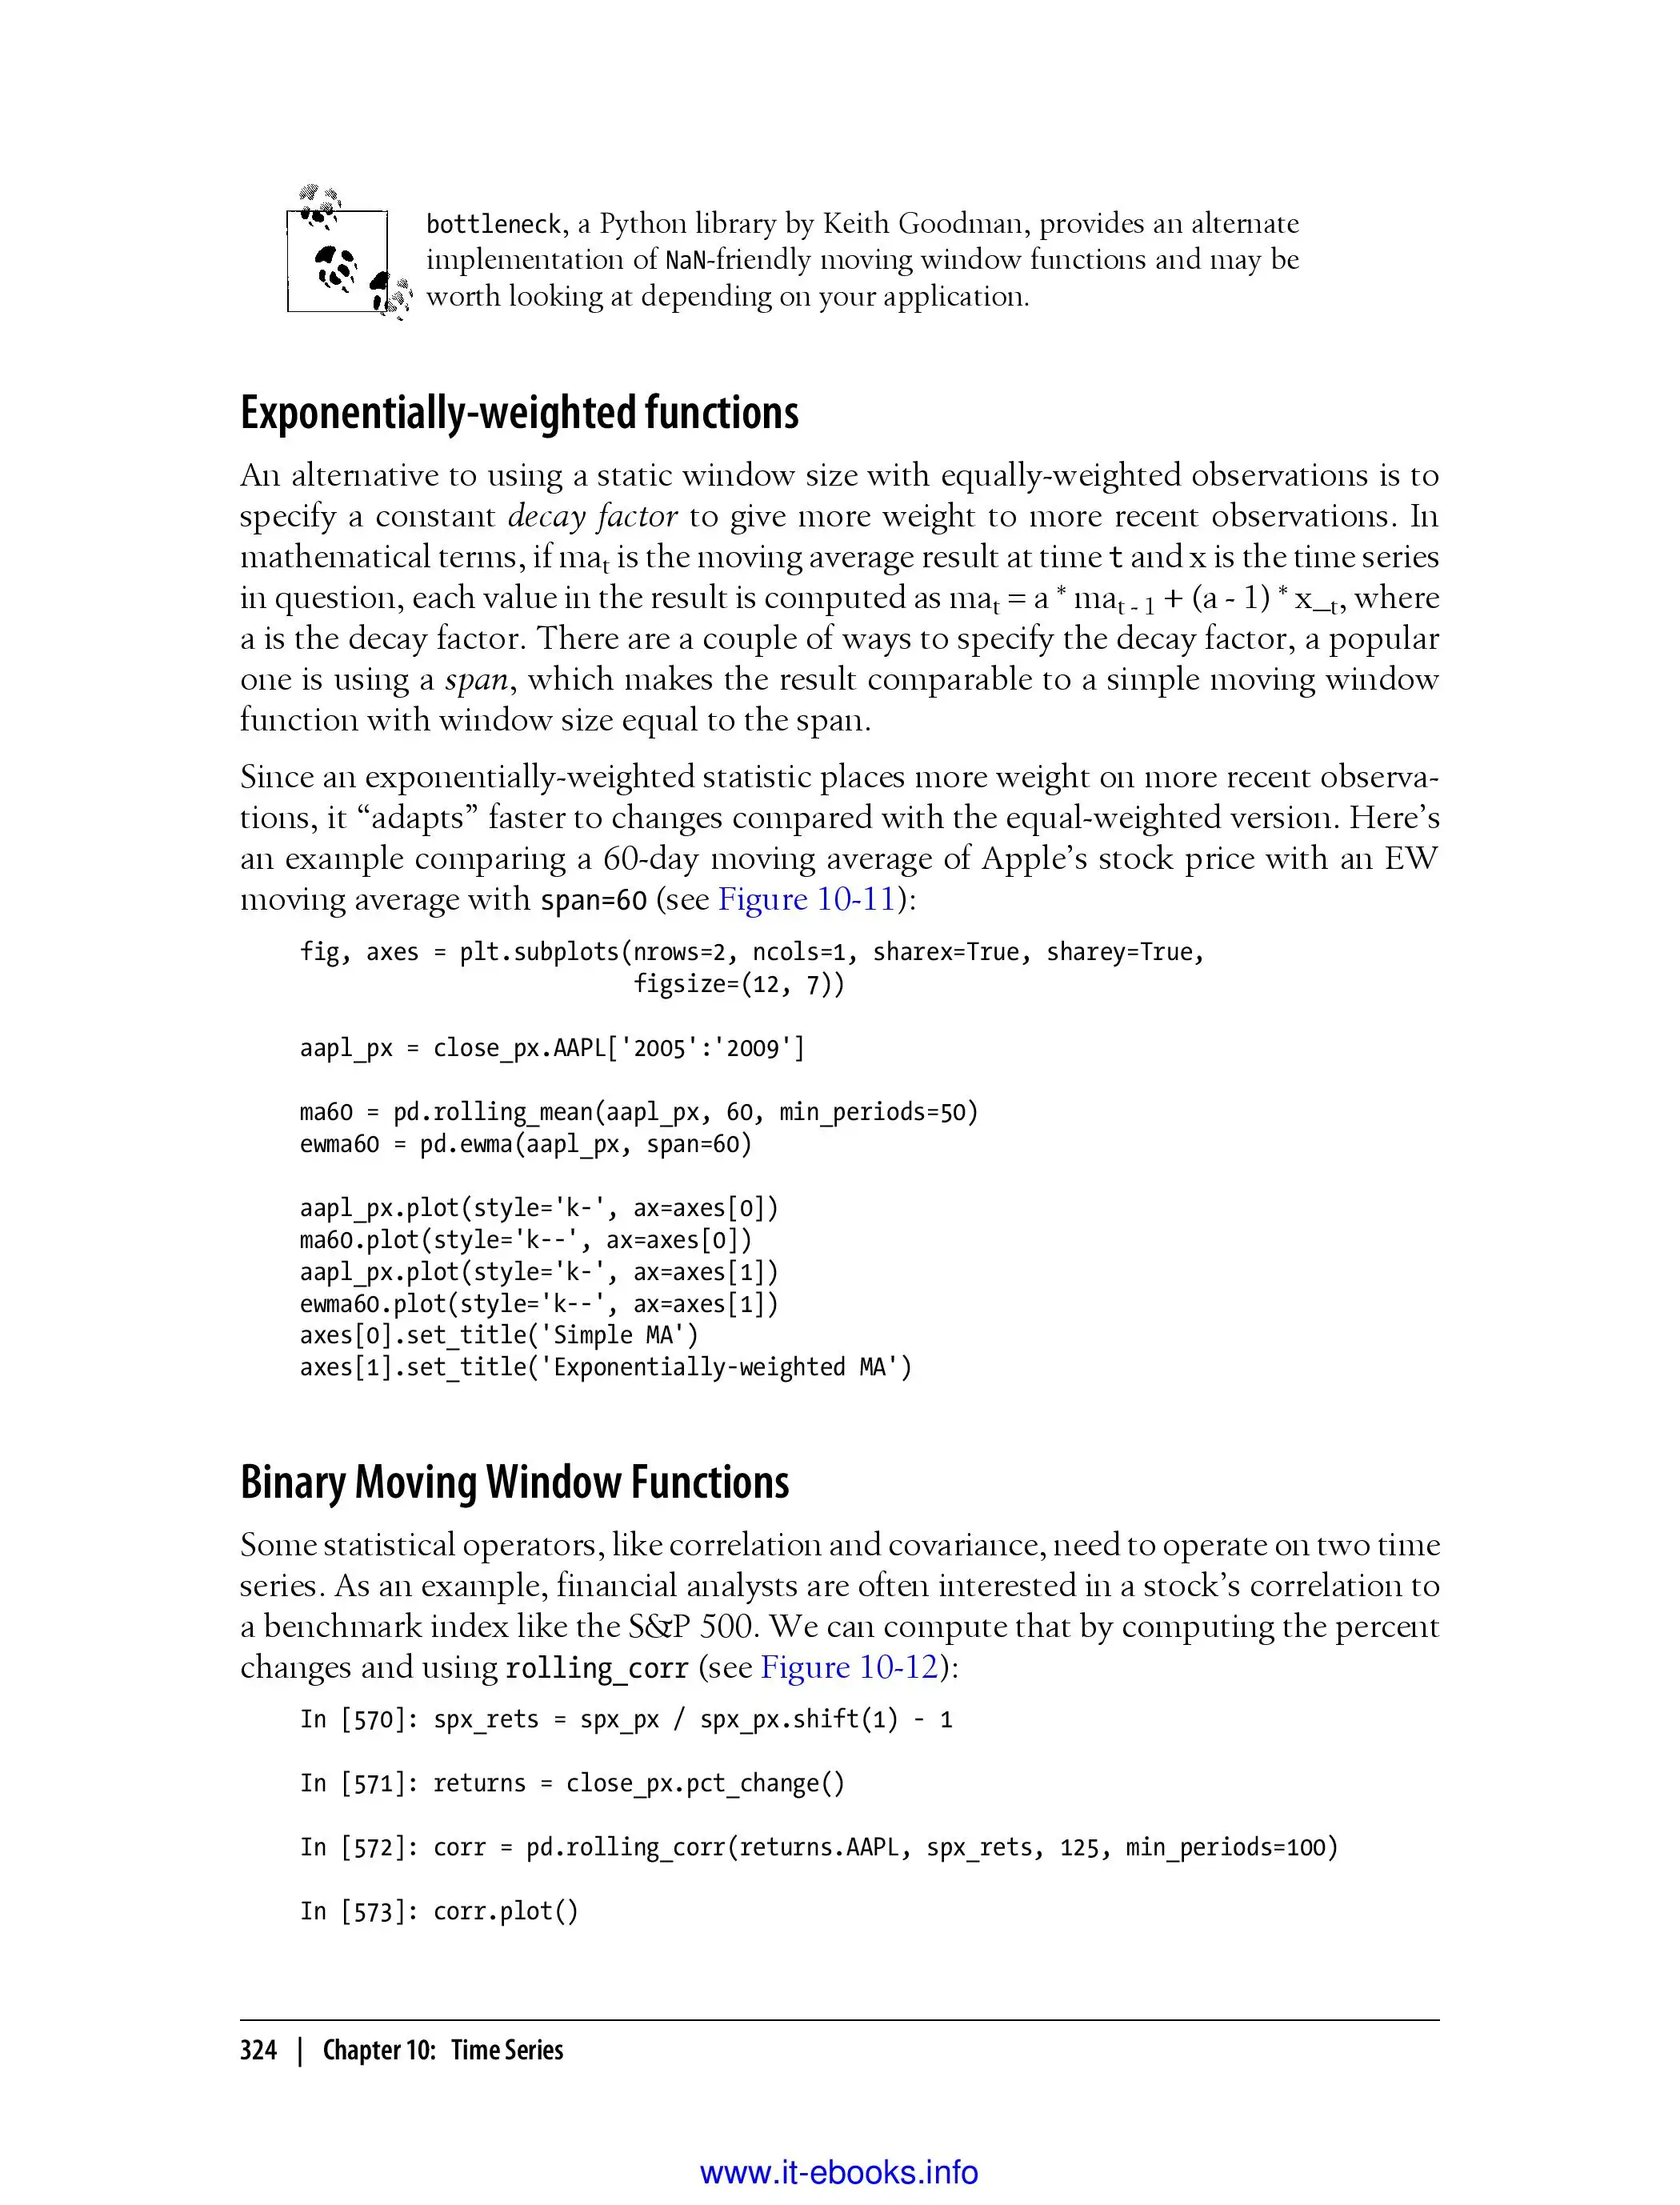 bottleneck, a Python library by Keith Goodman, provides an alternate
implementation of NaN-friendly moving window functions and may be
worth looking at depending on your application.
Exponentially-weighted functions
An alternative to using a static window size with equally-weighted observations is to
specify a constant decay factor to give more weight to more recent observations. In
mathematical terms, if maₜ is the moving average result at time t and x is the time series
in question, each value in the result is computed as maₜ = a * maₜ ₋ ₁ + (a - 1) * x_ₜ, where
a is the decay factor. There are a couple of ways to specify the decay factor, a popular
one is using a span, which makes the result comparable to a simple moving window
function with window size equal to the span.
Since an exponentially-weighted statistic places more weight on more recent observa-
tions, it “adapts” faster to changes compared with the equal-weighted version. Here’s
an example comparing a 60-day moving average of Apple’s stock price with an EW
moving average with span=60 (see Figure 10-11):
fig, axes = plt.subplots(nrows=2, ncols=1, sharex=True, sharey=True,
figsize=(12, 7))
aapl_px = close_px.AAPL['2005':'2009']
ma60 = pd.rolling_mean(aapl_px, 60, min_periods=50)
ewma60 = pd.ewma(aapl_px, span=60)
aapl_px.plot(style='k-', ax=axes[0])
ma60.plot(style='k--', ax=axes[0])
aapl_px.plot(style='k-', ax=axes[1])
ewma60.plot(style='k--', ax=axes[1])
axes[0].set_title('Simple MA')
axes[1].set_title('Exponentially-weighted MA')
Binary Moving Window Functions
Some statistical operators, like correlation and covariance, need to operate on two time
series. As an example, financial analysts are often interested in a stock’s correlation to
a benchmark index like the S&P 500. We can compute that by computing the percent
changes and using rolling_corr (see Figure 10-12):
In [570]: spx_rets = spx_px / spx_px.shift(1) - 1
In [571]: returns = close_px.pct_change()
In [572]: corr = pd.rolling_corr(returns.AAPL, spx_rets, 125, min_periods=100)
In [573]: corr.plot()
324 | Chapter 10: Time Series
www.it-ebooks.info